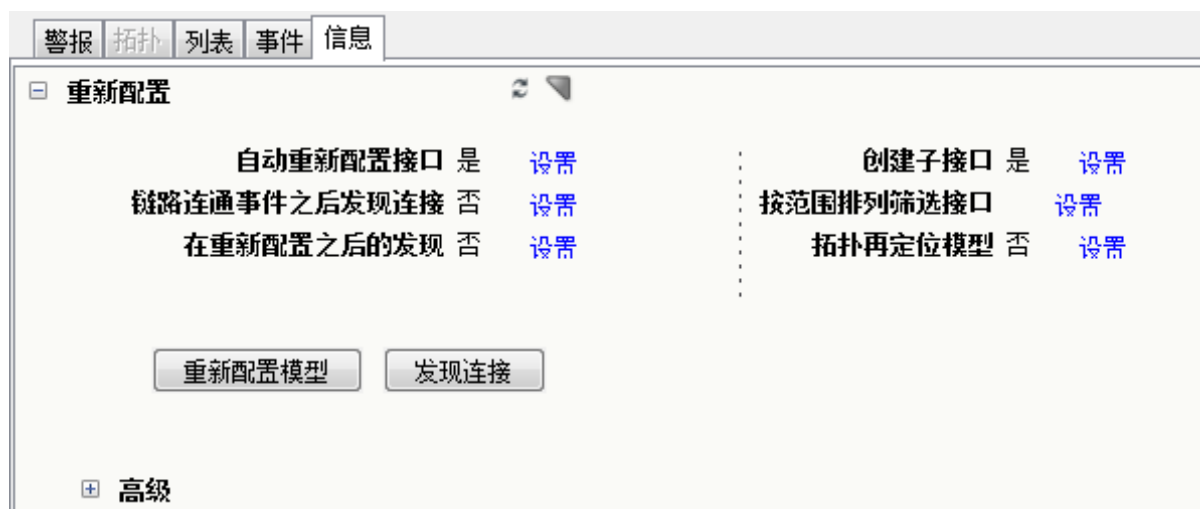 警报 拓扑 列表 事件 信息
重新配置
自动重新配置接口 是 设置 创建子接口 是 设置
链路连通事件之后发现连接 否 设置 按范围排列筛选接口 设置
在重新配置之后的发现 否 设置 拓扑再定位模型 否 设置
重新配置模型 发现连接
高级